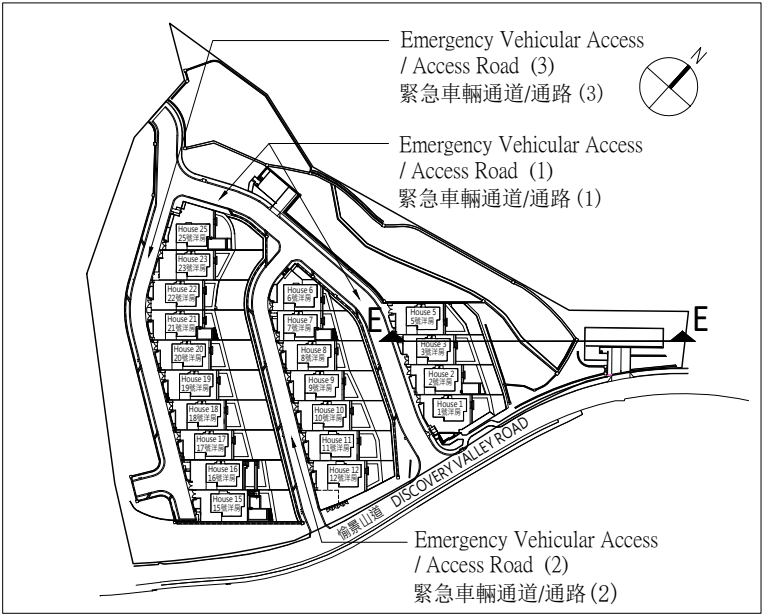 Emergency Vehicular Access
/ Access Road (3)
緊急車輛通道/通路 (3)
N
Emergency Vehicular Access
/ Access Road (1)
緊急車輛通道/通路 (1)
House 25
25號洋房
House 23
23號洋房
House 22
22號洋房
House 21
21號洋房
House 20
20號洋房
House 19
19號洋房
House 18
18號洋房
House 17
17號洋房
House 16
16號洋房
House 15
15號洋房
House 6
6號洋房
House 7
7號洋房
House 8
8號洋房
House 9
9號洋房
House 10
10號洋房
House 11
11號洋房
House 12
12號洋房
House 5
5號洋房
House 3
3號洋房
House 2
2號洋房
House 1
1號洋房
E
E
愉景山道 DISCOVERY VALLEY ROAD
Emergency Vehicular Access
/ Access Road (2)
緊急車輛通道/通路 (2)